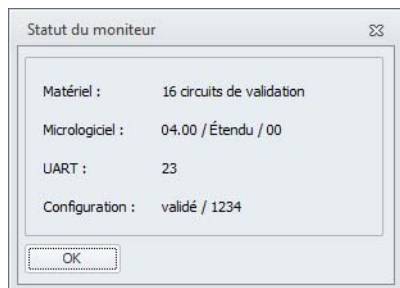 Statut du moniteur
Matériel : 16 circuits de validation
Micrologiciel : 04.00 / Étendu / 00
UART : 23
Configuration : validé / 1234
OK